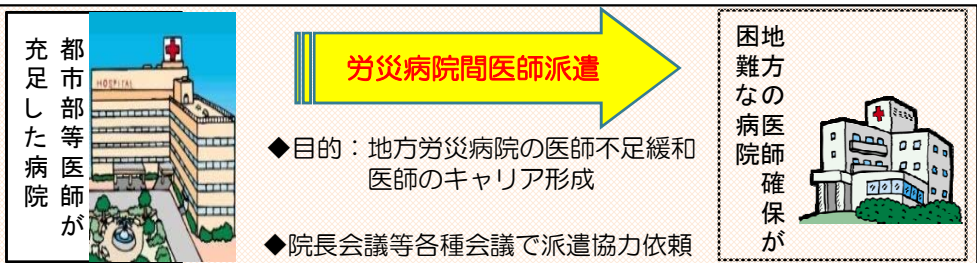 都市部等医師が
充足した病院
HOSPITAL
労災病院間医師派遣
◆目的：地方労災病院の医師不足緩和
医師のキャリア形成
◆院長会議等各種会議で派遣協力依頼
地方の医師確保が
困難な病院